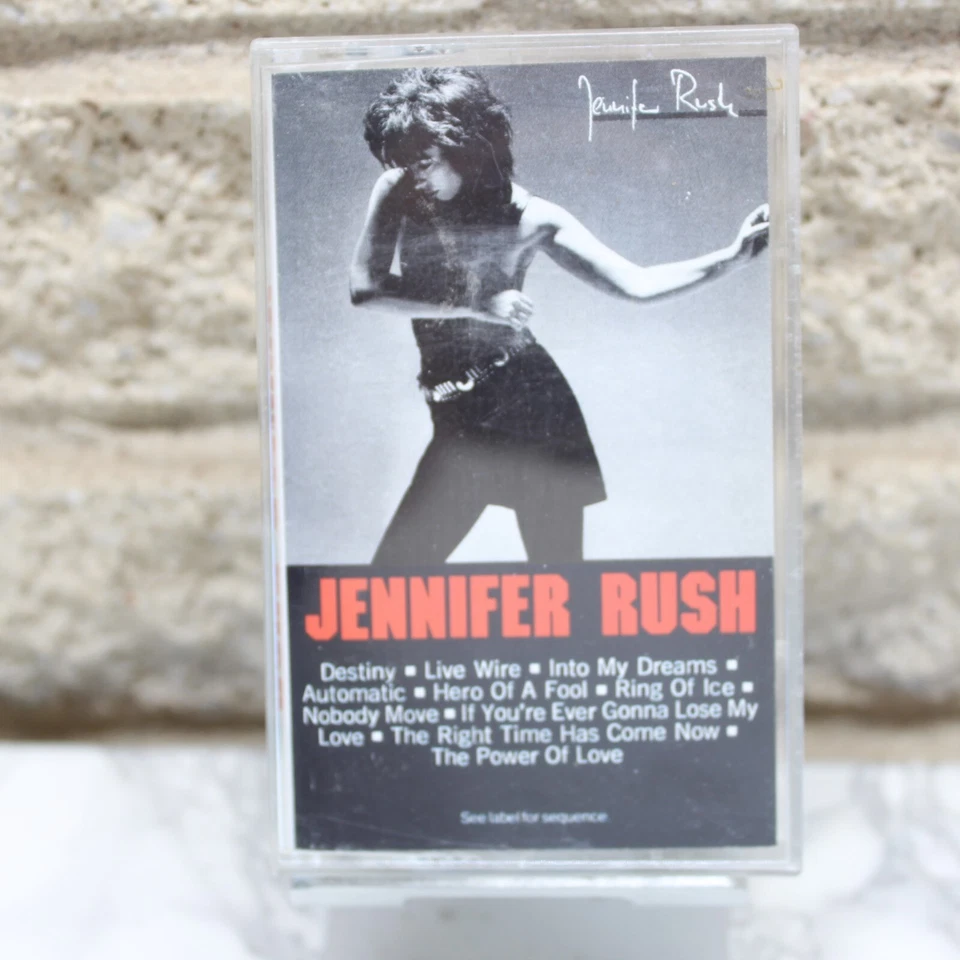 Jennifer Rush
JENNIFER RUSH
Destiny ▪ Live Wire ▪ Into My Dreams ▪
Automatic ▪ Hero Of A Fool ▪ Ring Of Ice ▪
Nobody Move ▪ If You're Ever Gonna Lose My
Love ▪ The Right Time Has Come Now ▪
The Power Of Love
See label for sequence